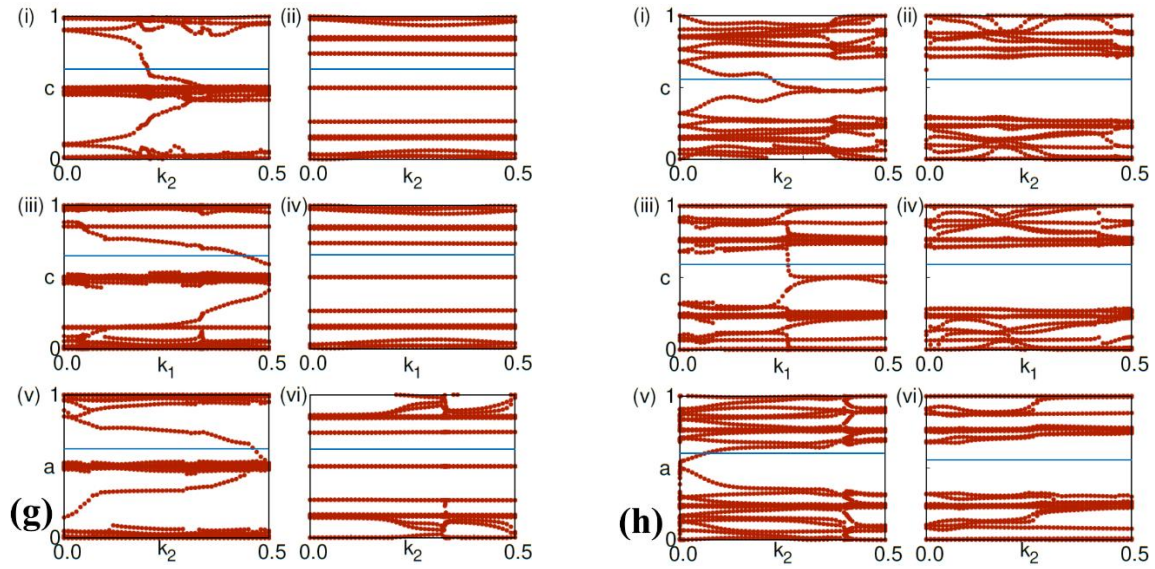 (i) 1 (ii) (i) 1 (ii)
c c
0 0
0.0 k2 0.5 0.0 k2 0.5 0.0 k2 0.5 0.0 k2 0.5
(iii) 1 (iv) (iii) 1 (iv)
c c
0 0
0.0 k1 0.5 0.0 k1 0.5 0.0 k1 0.5 0.0 k1 0.5
(v) 1 (vi) (v) 1 (vi)
a a
(g) (h)
0 0
0.0 k2 0.5 0.0 k2 0.5 0.0 k2 0.5 0.0 k2 0.5